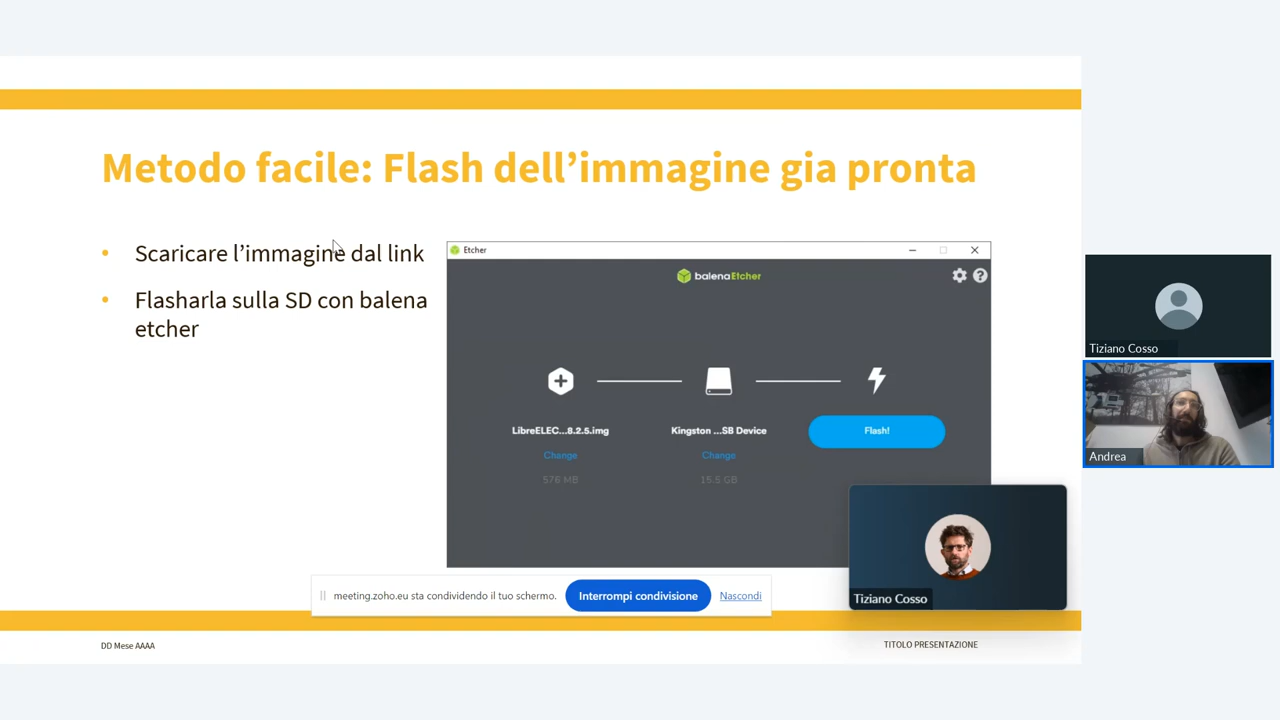 Metodo facile: Flash dell’immagine gia pronta
• Scaricare l’immagine dal link
• Flasharla sulla SD con balena
etcher
Etcher
balenaEtcher
LibreELEC...8.2.5.img
Kingston ...SB Device
Flash!
Change
Change
576 MB
15.5 GB
Tiziano Cosso
Andrea
Tiziano Cosso
meeting.zoho.eu sta condividendo il tuo schermo.
Interrompi condivisione
Nascondi
DD Mese AAAA
TITOLO PRESENTAZIONE